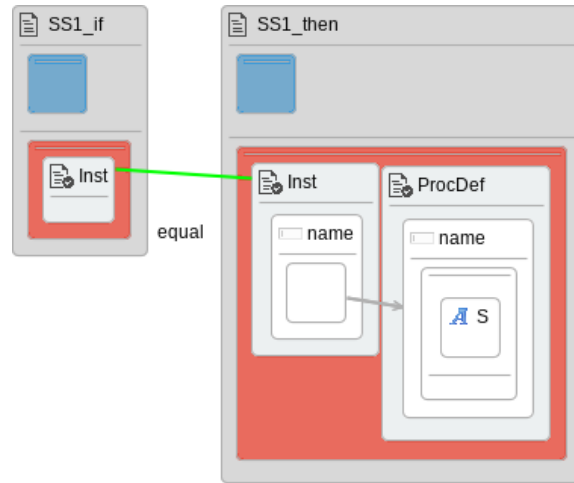 SS1_if
SS1_then
Inst
equal
Inst
ProcDef
name
name
S